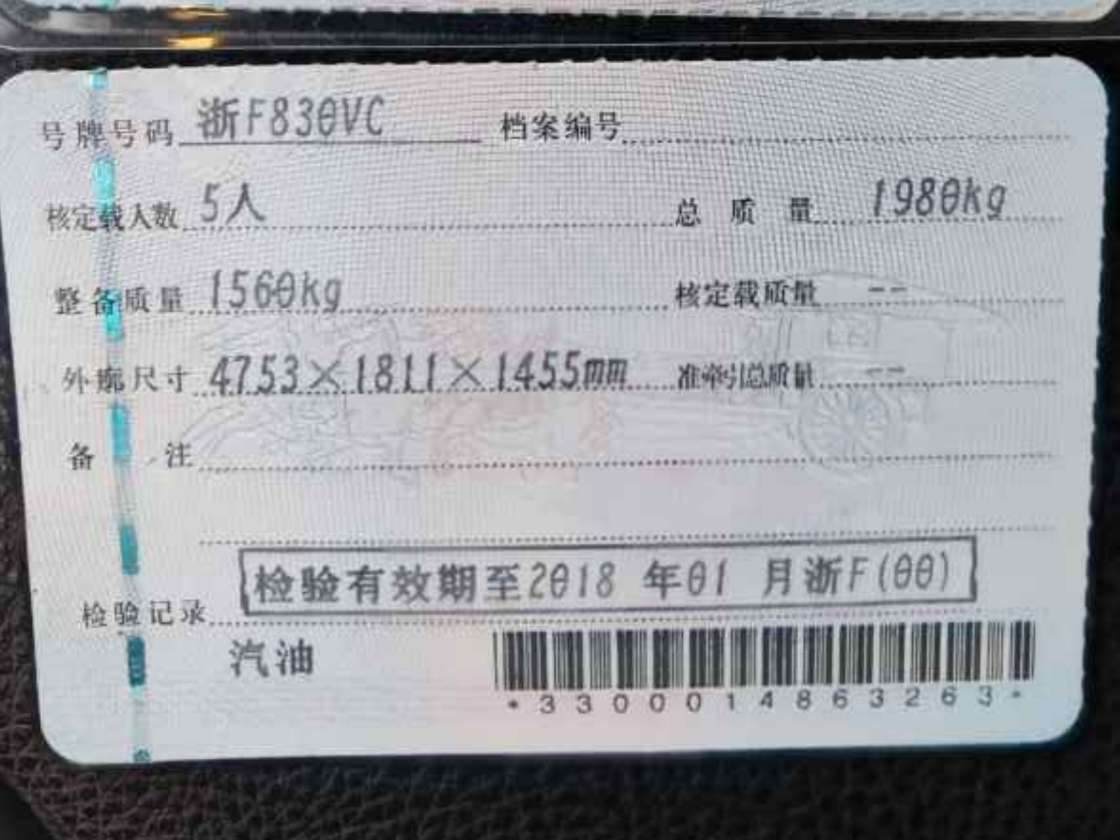 号牌号码 浙F830VC 档案编号
核定载人数 5人 总质量 1980kg
整备质量 1560kg 核定载质量 --
外廓尺寸 4753×1811×1455mm 准牵引总质量 --
备注
检验记录 检验有效期至2018 年01 月浙F(00)
汽油
*3300014863263*